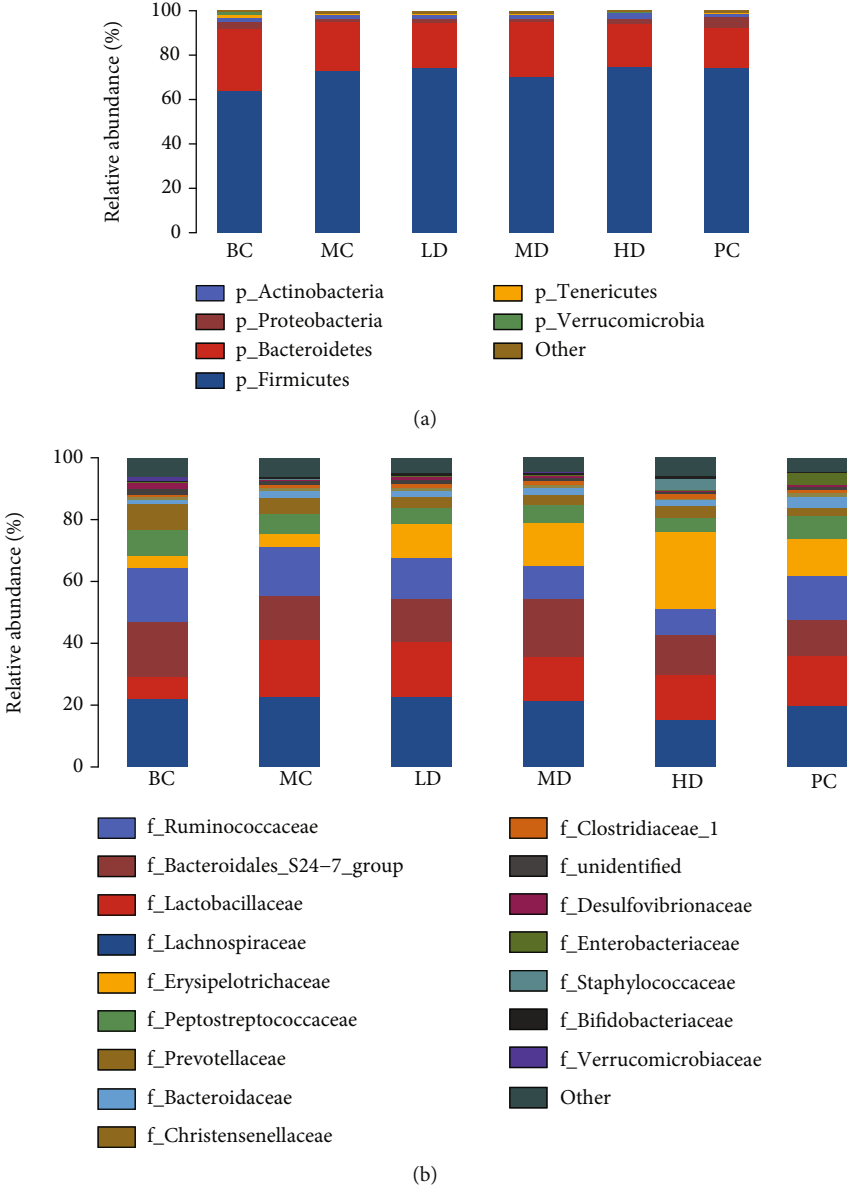 Relative abundance (%)
100
80
60
40
20
0
BC MC LD MD HD PC
p_Actinobacteria
p_Proteobacteria
p_Bacteroidetes
p_Firmicutes
p_Tenericutes
p_Verrucomicrobia
Other
(a)
Relative abundance (%)
100
80
60
40
20
0
BC MC LD MD HD PC
f_Ruminococcaceae
f_Bacteroidales_S24−7_group
f_Lactobacillaceae
f_Lachnospiraceae
f_Erysipelotrichaceae
f_Peptostreptococcaceae
f_Prevotellaceae
f_Bacteroidaceae
f_Christensenellaceae
f_Clostridiaceae_1
f_unidentified
f_Desulfovibrionaceae
f_Enterobacteriaceae
f_Staphylococcaceae
f_Bifidobacteriaceae
f_Verrucomicrobiaceae
Other
(b)